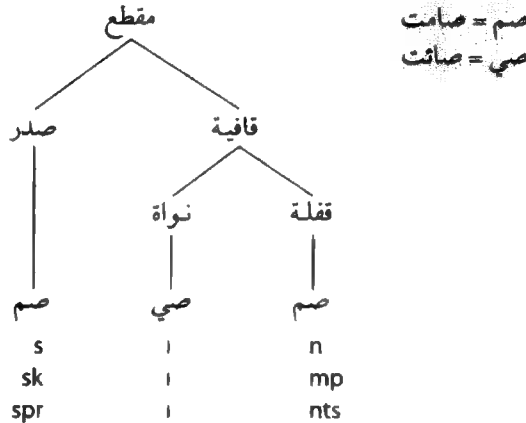 صم = صامت
صي = صائت
مقطع
صدر قافية
نواة قفلة
صم صي صم
s ı n
sk ı mp
spr ı nts